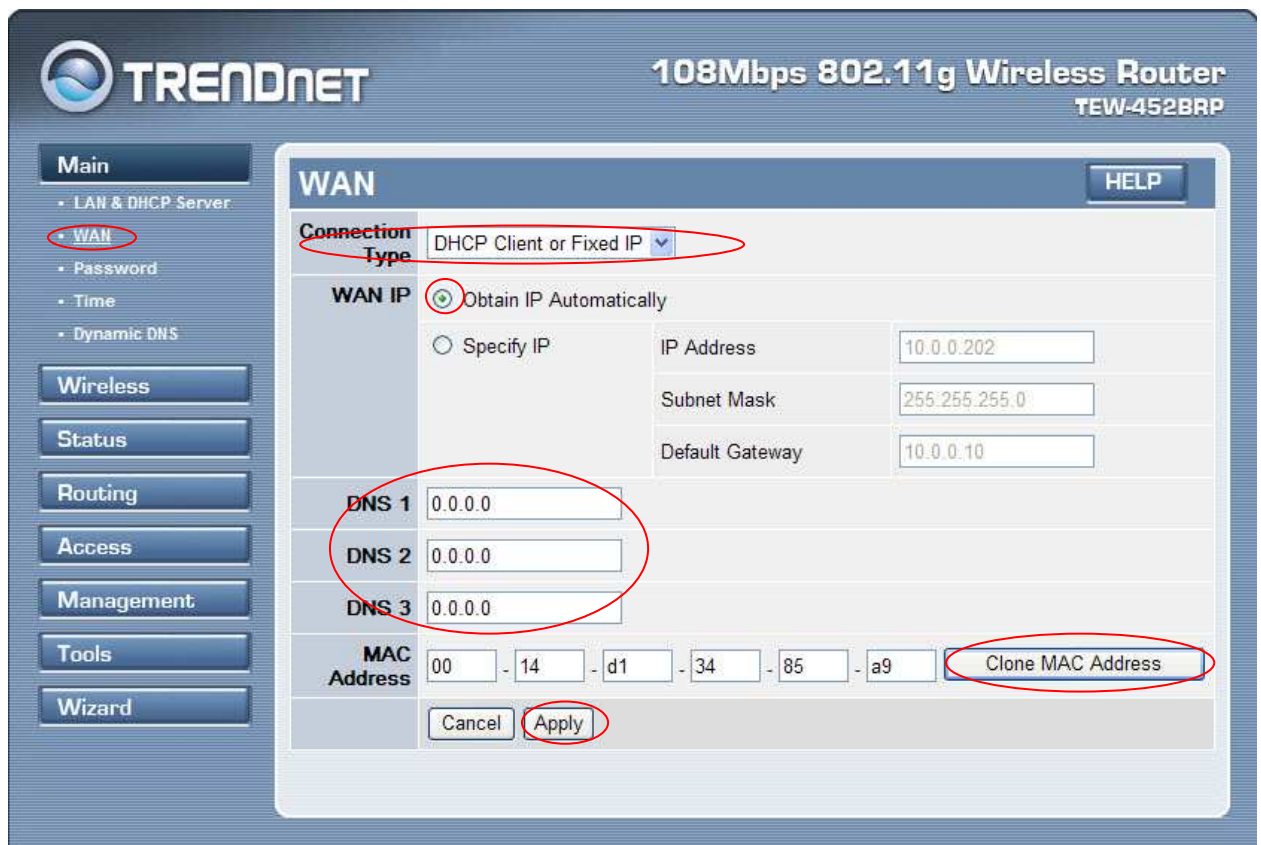 TRENDNET
108Mbps 802.11g Wireless Router
TEW-452BRP
Main
LAN & DHCP Server
WAN
Password
Time
Dynamic DNS
Wireless
Status
Routing
Access
Management
Tools
Wizard
WAN
HELP
Connection Type DHCP Client or Fixed IP
WAN IP Obtain IP Automatically
Specify IP IP Address 10.0.0.202
Subnet Mask 255.255.255.0
Default Gateway 10.0.0.10
DNS 1 0.0.0.0
DNS 2 0.0.0.0
DNS 3 0.0.0.0
MAC Address 00 - 14 - d1 - 34 - 85 - a9 Clone MAC Address
Cancel Apply